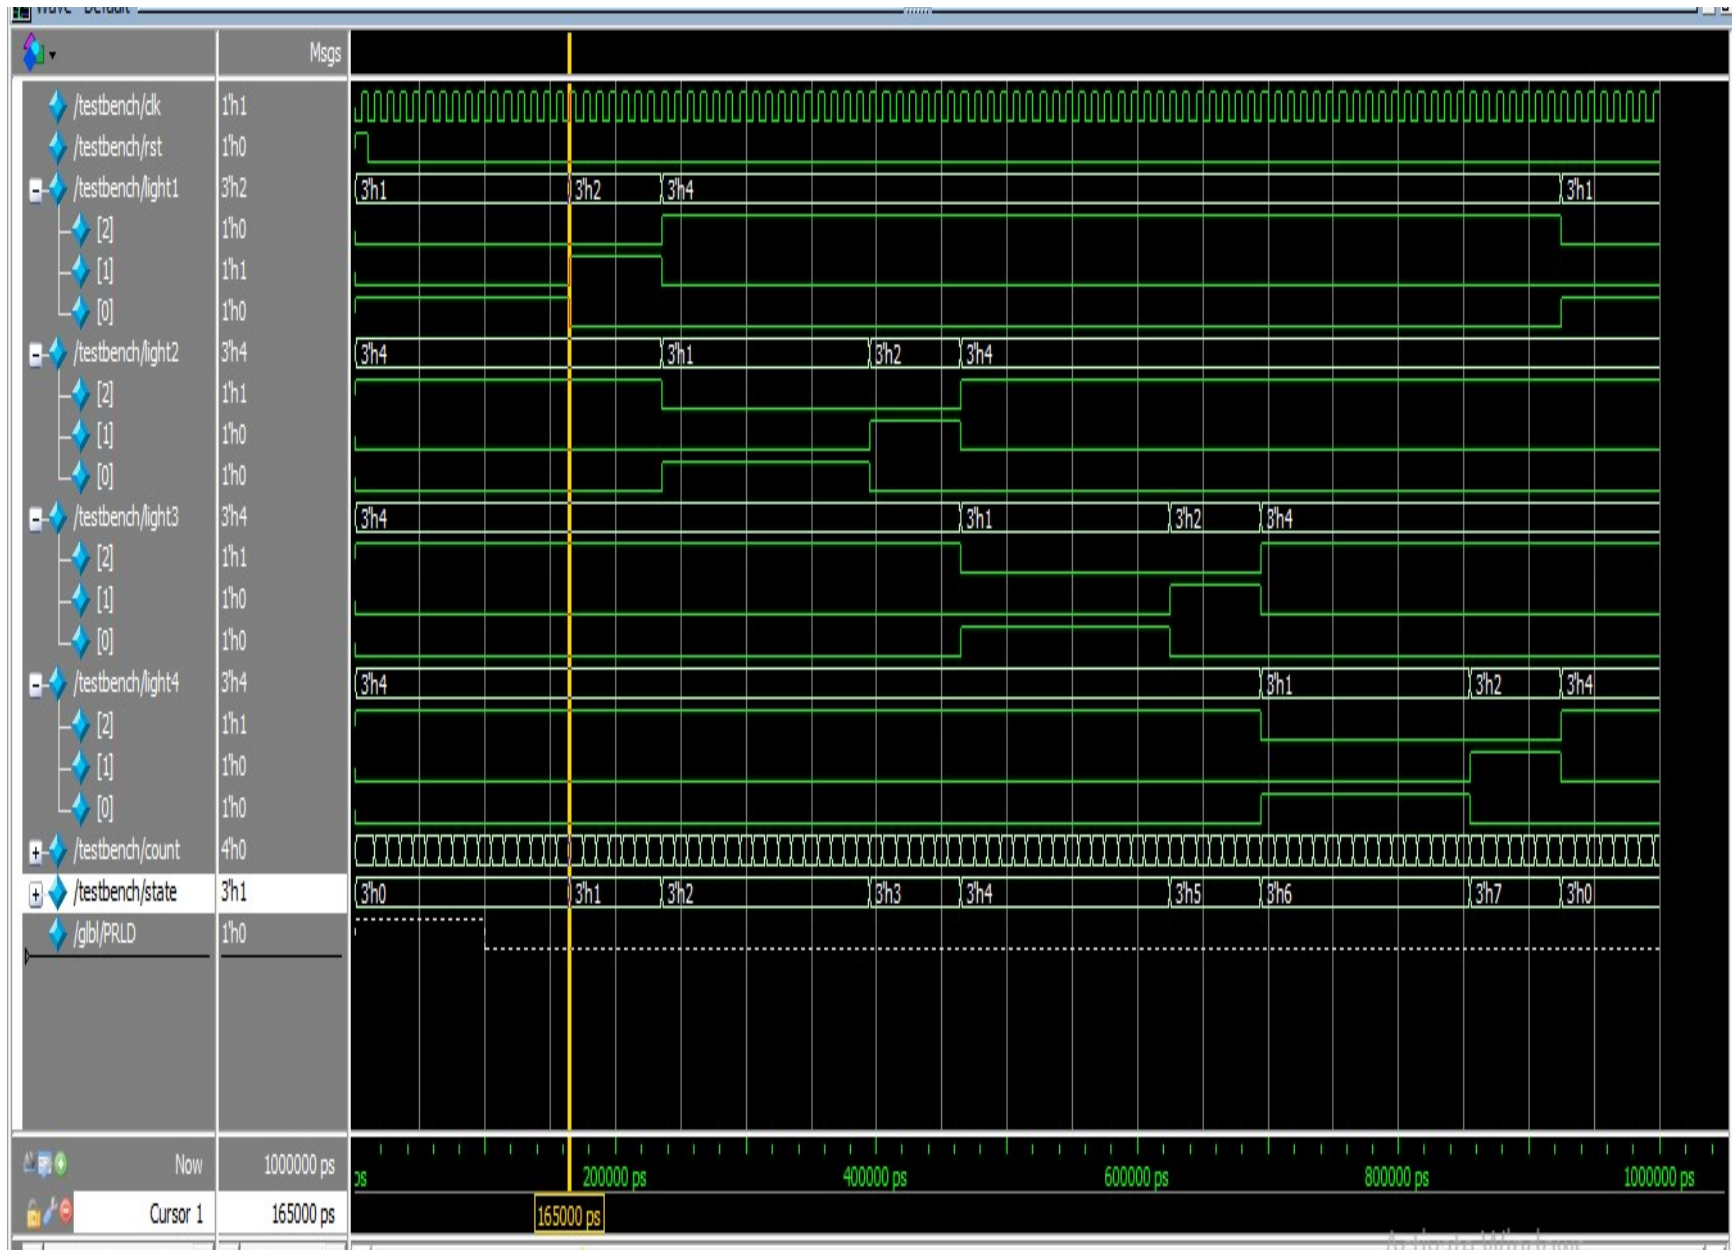 Wave - Default
Msgs
/testbench/clk 1'h1
/testbench/rst 1'h0
/testbench/light1 3'h2 3'h1 3'h2 3'h4 3'h1
[2] 1'h0
[1] 1'h1
[0] 1'h0
/testbench/light2 3'h4 3'h4 3'h1 3'h2 3'h4
[2] 1'h1
[1] 1'h0
[0] 1'h0
/testbench/light3 3'h4 3'h4 3'h1 3'h2 3'h4
[2] 1'h1
[1] 1'h0
[0] 1'h0
/testbench/light4 3'h4 3'h4 3'h1 3'h2 3'h4
[2] 1'h1
[1] 1'h0
[0] 1'h0
/testbench/count 4'h0
/testbench/state 3'h1 3'h0 3'h1 3'h2 3'h3 3'h4 3'h5 3'h6 3'h7 3'h0
/glbl/PRLD 1'h0
Now 1000000 ps ps 200000 ps 400000 ps 600000 ps 800000 ps 1000000 ps
Cursor 1 165000 ps 165000 ps